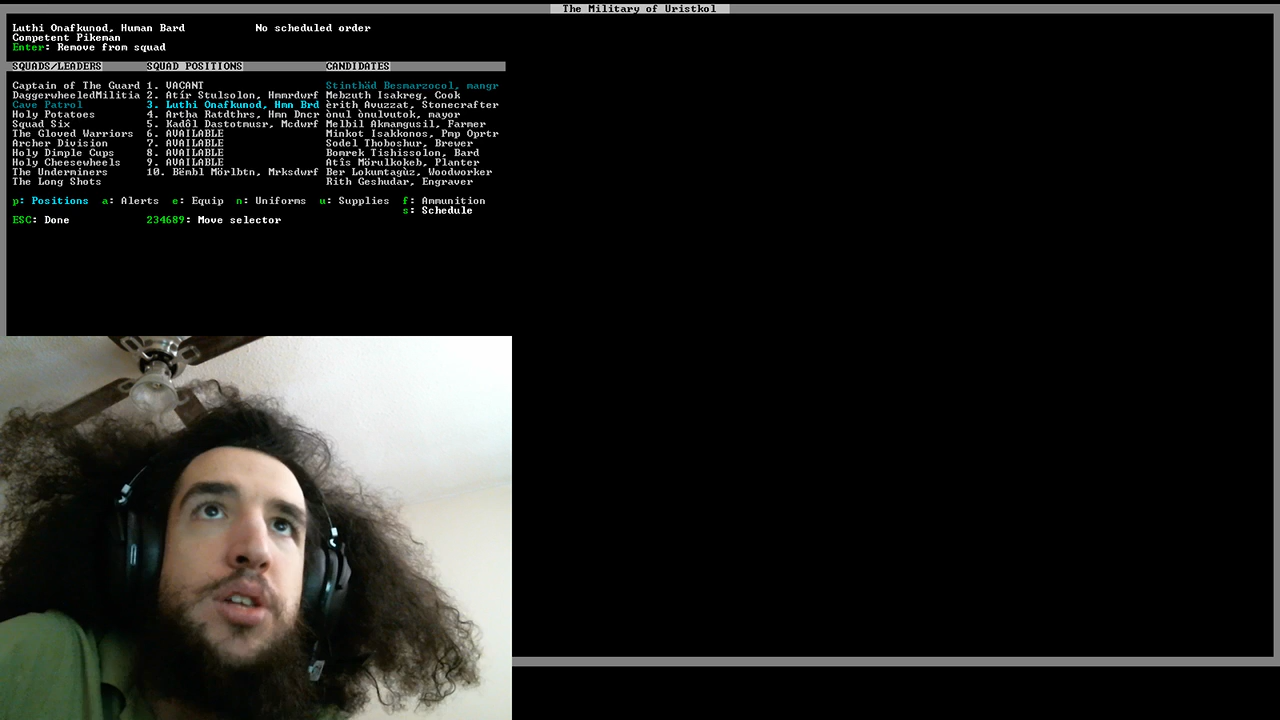 The Military of Uristkol
Luthi Onafkunod, Human Bard No scheduled order
Competent Pikeman
Enter: Remove from squad
SQUADS/LEADERS SQUAD POSITIONS CANDIDATES
Captain of The Guard 1. VACANT Stinthäd Besmarzocol, mangr
DaggerwheeledMilitia 2. Atír Stulsolon, Hmmrdwrf Mebzuth Isakreg, Cook
Cave Patrol 3. Luthi Onafkunod, Hmn Brd èrith Avuzzat, Stonecrafter
Holy Potatoes 4. Artha Ratdthrs, Hmn Dncr ònul ònulvutok, mayor
Squad Six 5. Kadôl Dastotmusr, Mcdwrf Melbil Akmamgusil, Farmer
The Gloved Warriors 6. AVAILABLE Minkot Isakkonos, Pmp Oprtr
Archer Division 7. AVAILABLE Sodel Thoboshur, Brewer
Holy Dimple Cups 8. AVAILABLE Bomrek Tishissolon, Bard
Holy Cheesewheels 9. AVAILABLE Atîs Mörulkokeb, Planter
The Underminers 10. Bëmbl Mörlbtn, Mrksdwrf Ber Lokumtagùz, Woodworker
The Long Shots Rith Geshudar, Engraver
p: Positions a: Alerts e: Equip n: Uniforms u: Supplies f: Ammunition
s: Schedule
ESC: Done 234689: Move selector